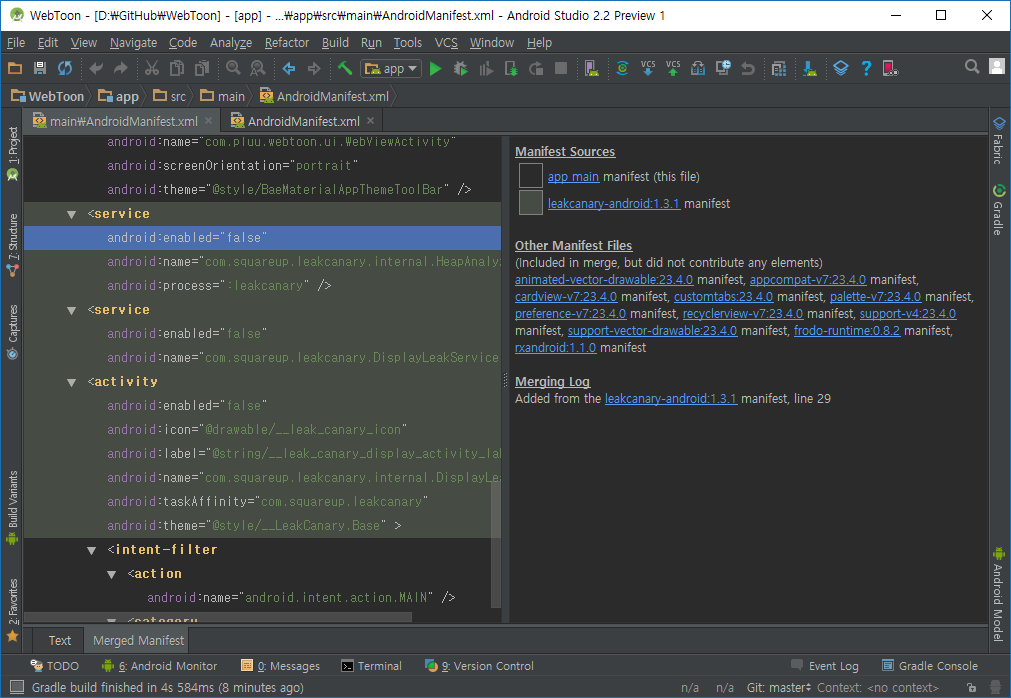 WebToon - [D:₩GitHub₩WebToon] - [app] - ...₩app₩src₩main₩AndroidManifest.xml - Android Studio 2.2 Preview 1
File Edit View Navigate Code Analyze Refactor Build Run Tools VCS Window Help
app VCS VCS
WebToon app src main AndroidManifest.xml
main₩AndroidManifest.xml AndroidManifest.xml
1: Project
7: Structure
Captures
Build Variants
2: Favorites
android:name="com.pluu.webtoon.ui.WebViewActivity"
android:screenOrientation="portrait"
android:theme="@style/BaeMaterialAppThemeToolBar" />
<service
android:enabled="false"
android:name="com.squareup.leakcanary.internal.HeapAnalyz
android:process=":leakcanary" />
<service
android:enabled="false"
android:name="com.squareup.leakcanary.DisplayLeakService
<activity
android:enabled="false"
android:icon="@drawable/__leak_canary_icon"
android:label="@string/__leak_canary_display_activity_lab
android:name="com.squareup.leakcanary.internal.DisplayLea
android:taskAffinity="com.squareup.leakcanary"
android:theme="@style/__LeakCanary.Base" >
<intent-filter
<action
android:name="android.intent.action.MAIN" />
<category
Manifest Sources
app main manifest (this file)
leakcanary-android:1.3.1 manifest
Other Manifest Files
(Included in merge, but did not contribute any elements)
animated-vector-drawable:23.4.0 manifest, appcompat-v7:23.4.0 manifest,
cardview-v7:23.4.0 manifest, customtabs:23.4.0 manifest, palette-v7:23.4.0 manifest,
preference-v7:23.4.0 manifest, recyclerview-v7:23.4.0 manifest, support-v4:23.4.0
manifest, support-vector-drawable:23.4.0 manifest, frodo-runtime:0.8.2 manifest,
rxandroid:1.1.0 manifest
Merging Log
Added from the leakcanary-android:1.3.1 manifest, line 29
Fabric
Gradle
Android Model
Text Merged Manifest
TODO 6: Android Monitor 0: Messages Terminal 9: Version Control Event Log Gradle Console
Gradle build finished in 4s 584ms (8 minutes ago) n/a n/a Git: master Context: <no context>